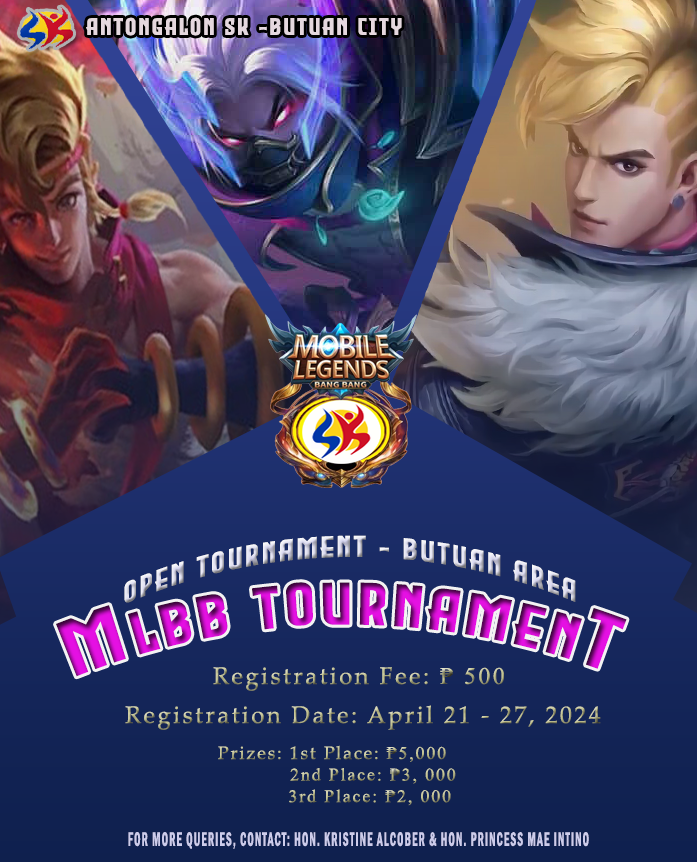 ANTONGALON SK -BUTUAN CITY
MOBILE
LEGENDS
BANG BANG
SK
OPEN TOURNAMENT - BUTUAN AREA
MLBB TOURNAMENT
Registration Fee: ₱ 500
Registration Date: April 21 - 27, 2024
Prizes: 1st Place: ₱5,000
2nd Place: ₱3, 000
3rd Place: ₱2, 000
FOR MORE QUERIES, CONTACT: HON. KRISTINE ALCOBER & HON. PRINCESS MAE INTINO